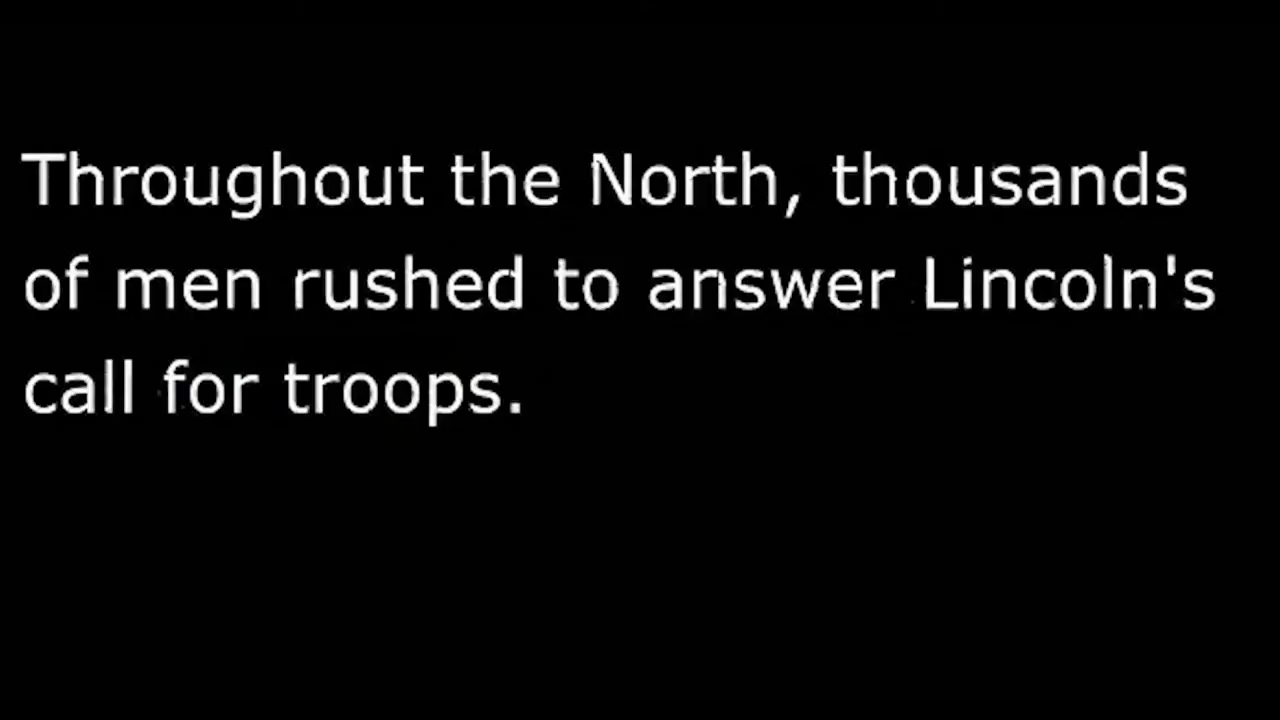 Throughout the North, thousands
of men rushed to answer Lincoln's
call for troops.